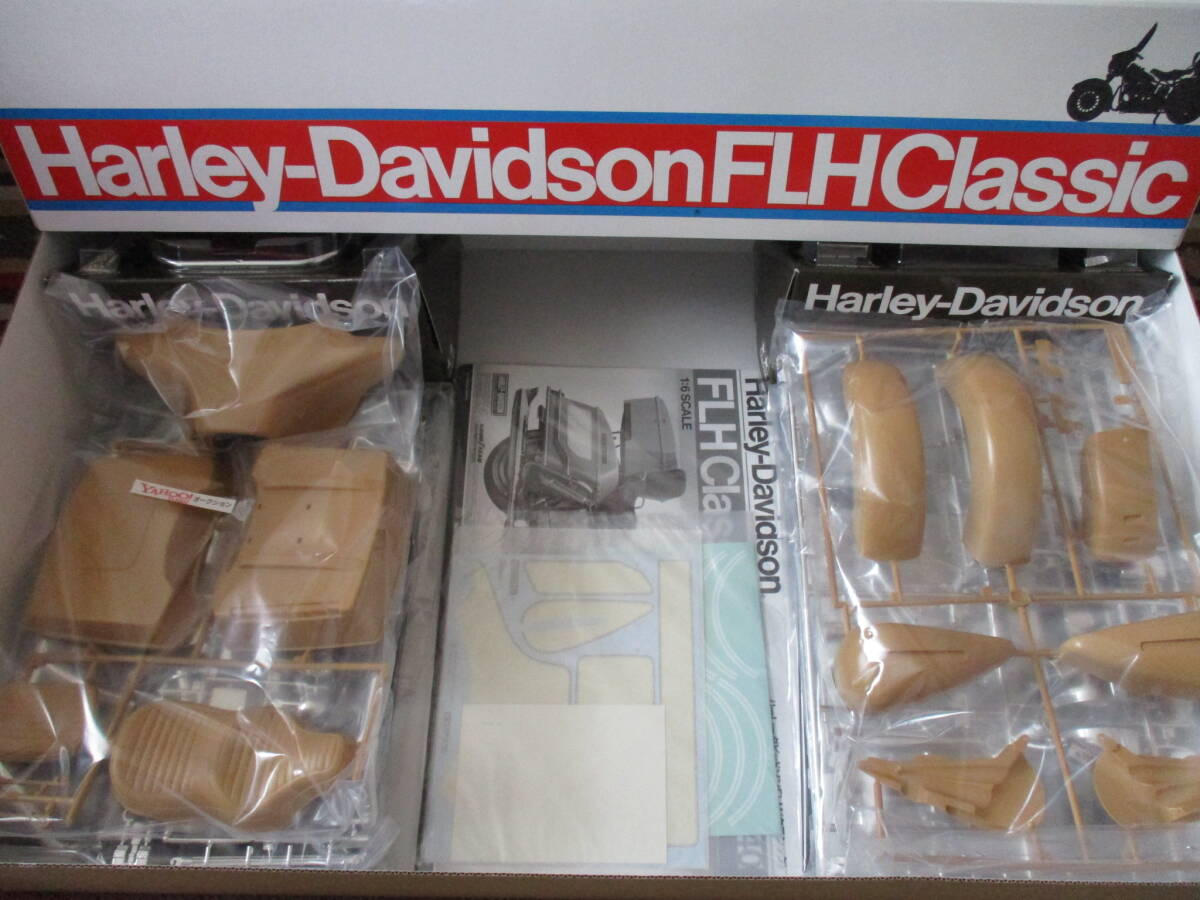 Harley-Davidson FLH Classic
Harley-Davidson
Harley-Davidson
YAHOO!
オークション
1:6 SCALE
FLH Clas
Harley-Davidson